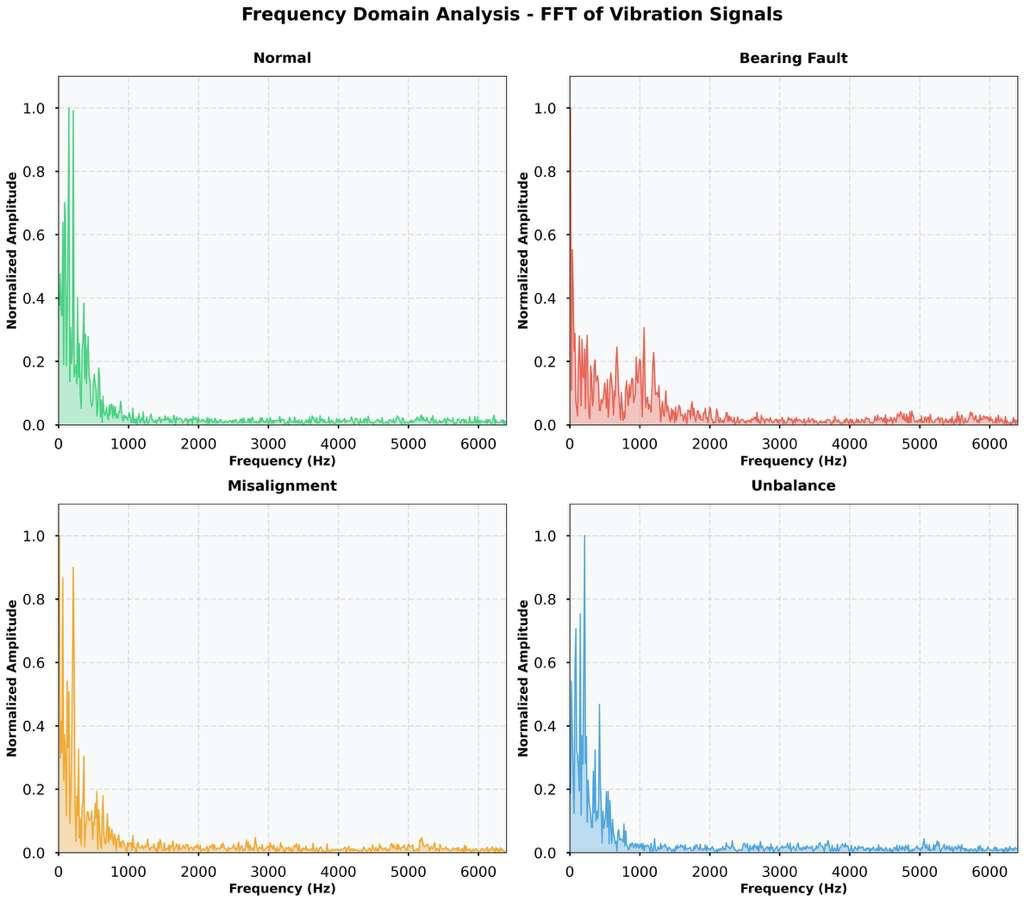 Frequency Domain Analysis - FFT of Vibration Signals
Normal
Normalized Amplitude
1.0
0.8
0.6
0.4
0.2
0.0
0 1000 2000 3000 4000 5000 6000
Frequency (Hz)
Bearing Fault
Normalized Amplitude
1.0
0.8
0.6
0.4
0.2
0.0
0 1000 2000 3000 4000 5000 6000
Frequency (Hz)
Misalignment
Normalized Amplitude
1.0
0.8
0.6
0.4
0.2
0.0
0 1000 2000 3000 4000 5000 6000
Frequency (Hz)
Unbalance
Normalized Amplitude
1.0
0.8
0.6
0.4
0.2
0.0
0 1000 2000 3000 4000 5000 6000
Frequency (Hz)